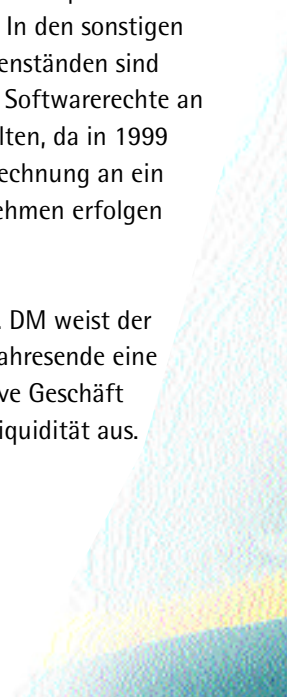 In den sonstigen
enständen sind
Softwarerechte an
lten, da in 1999
echnung an ein
ehmen erfolgen
DM weist der
ahresende eine
ve Geschäft
iquidität aus.